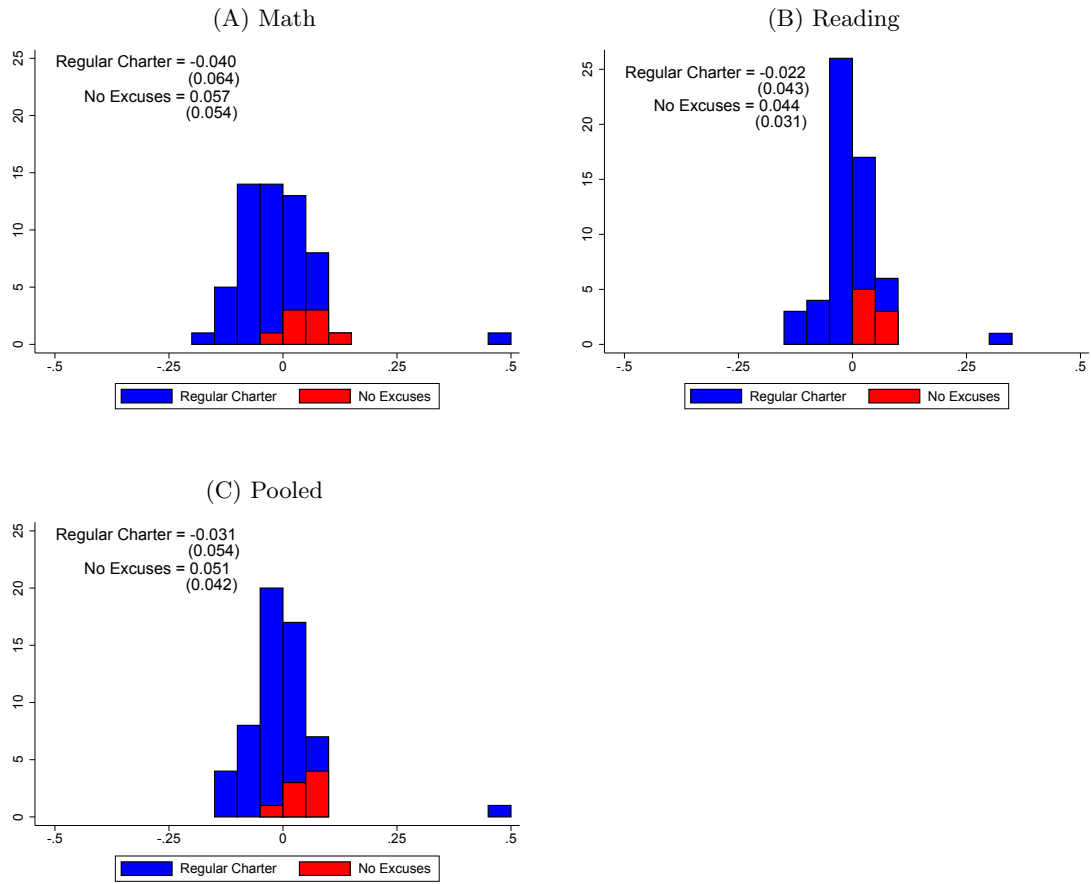 (A) Math
25
20
15
10
5
0
Regular Charter = -0.040
(0.064)
No Excuses = 0.057
(0.054)
-.5 -.25 0 .25 .5
Regular Charter No Excuses
(B) Reading
25
20
15
10
5
0
Regular Charter = -0.022
(0.043)
No Excuses = 0.044
(0.031)
-.5 -.25 0 .25 .5
Regular Charter No Excuses
(C) Pooled
25
20
15
10
5
0
Regular Charter = -0.031
(0.054)
No Excuses = 0.051
(0.042)
-.5 -.25 0 .25 .5
Regular Charter No Excuses